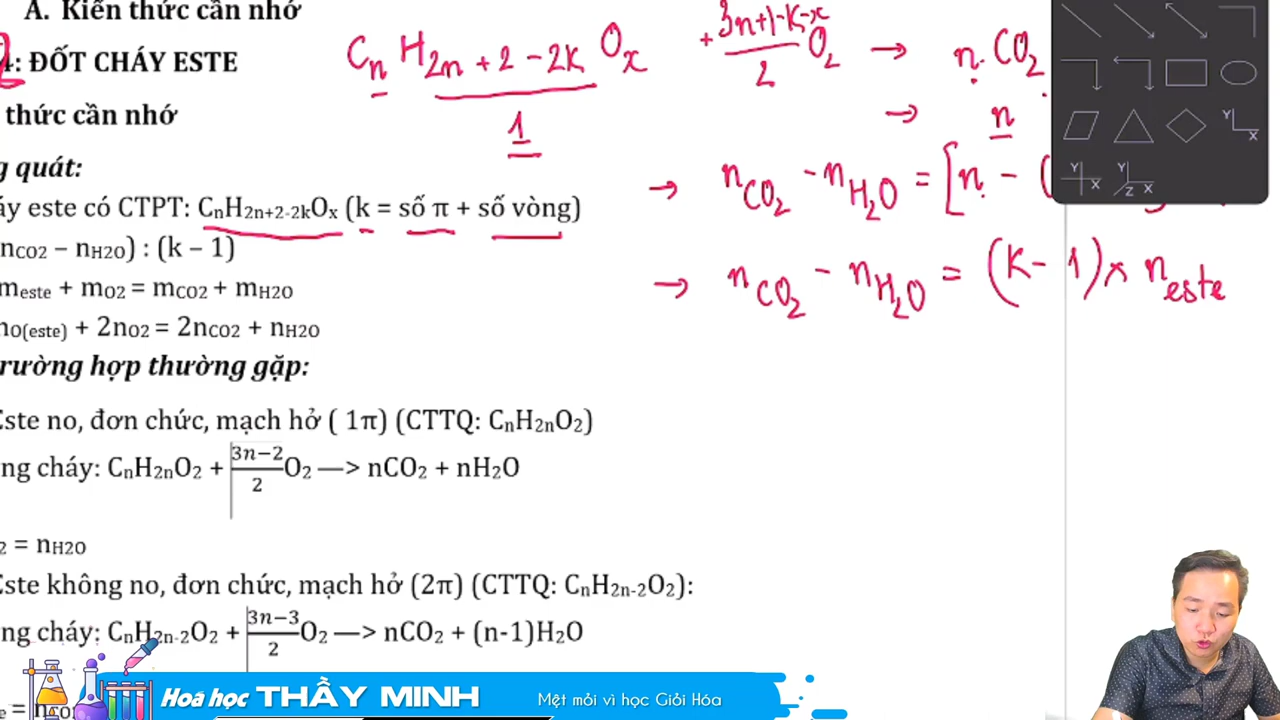 A. Kiến thức cần nhớ
4: ĐỐT CHÁY ESTE
thức cần nhớ
g quát:
áy este có CTPT: CnH2n+2-2kOx (k = số π + số vòng)
nCO2 – nH2O) : (k – 1)
meste + mO2 = mCO2 + mH2O
nO(este) + 2nO2 = 2nCO2 + nH2O
rường hợp thường gặp:
Este no, đơn chức, mạch hở ( 1π) (CTTQ: CnH2nO2)
ng cháy: CnH2nO2 + (3n−2)/2 O2 —> nCO2 + nH2O
2 = nH2O
Este không no, đơn chức, mạch hở (2π) (CTTQ: CnH2n-2O2):
ng cháy: CnH2n-2O2 + (3n−3)/2 O2 —> nCO2 + (n-1)H2O
CnH2n+2-2kOx + (3n+1-k-x)/2 O2 → n.CO2
1 → n
→ nCO2 - nH2O = [n - (
→ nCO2 - nH2O = (k-1) x neste
Y X
Y X
Y Z X
Hoá học THẦY MINH
Mệt mỏi vì học Giỏi Hóa